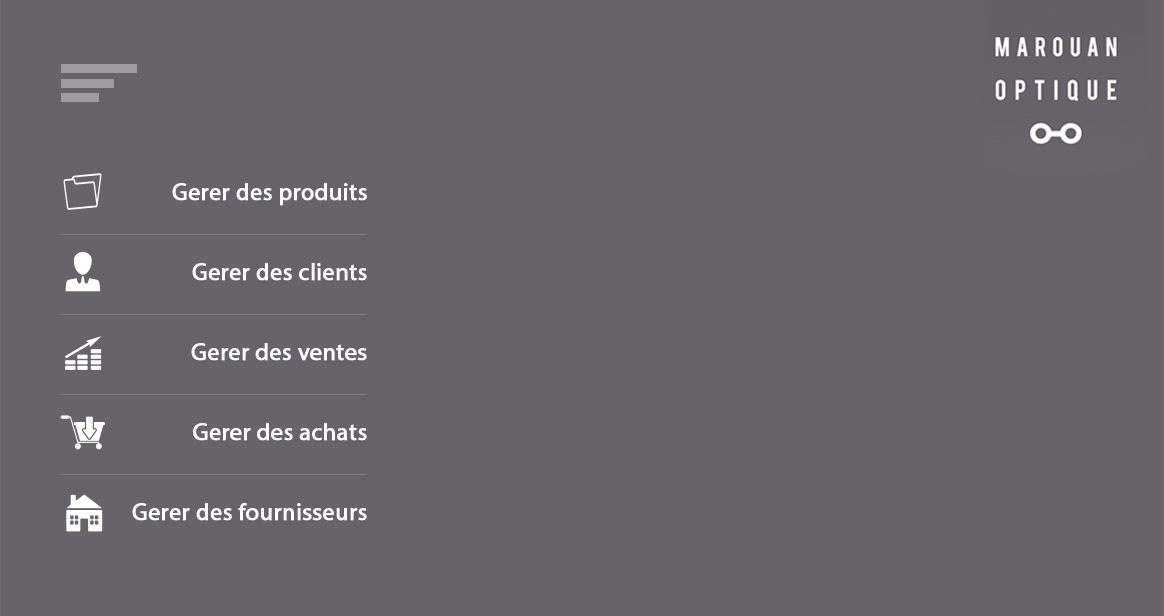 MAROUAN
OPTIQUE
Gerer des produits
Gerer des clients
Gerer des ventes
Gerer des achats
Gerer des fournisseurs